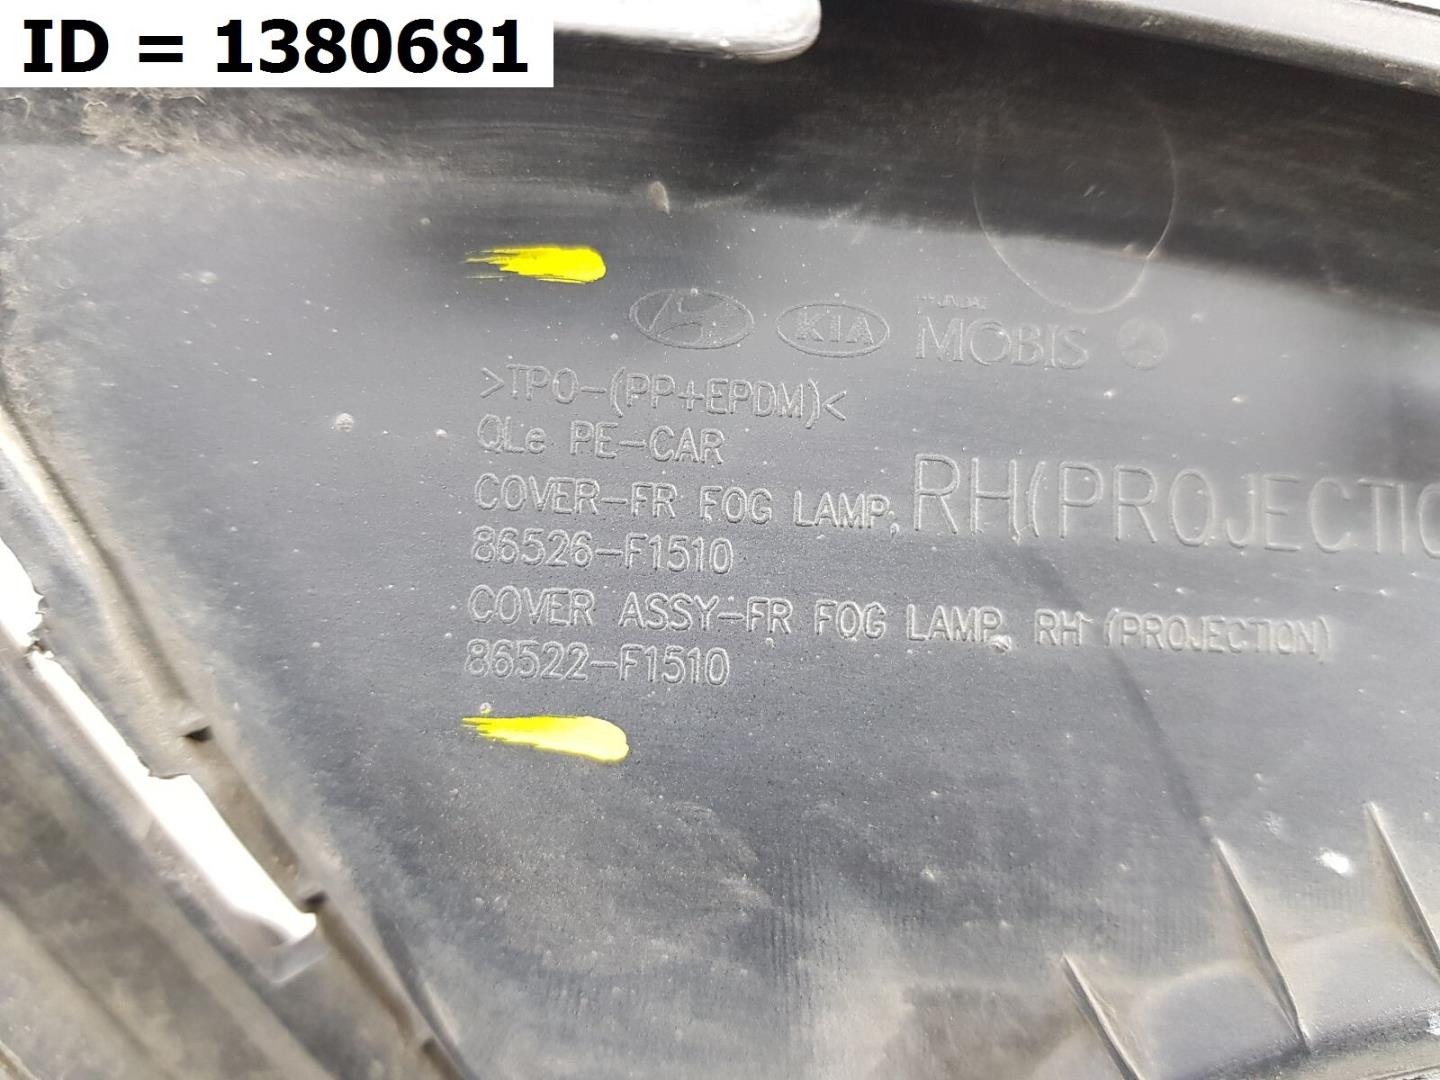 ID = 1380681
KIA
HYUNDAI
MOBIS
>TPO-(PP+EPDM)<
QLe PE-CAR
COVER-FR FOG LAMP, RH(PROJECTIO
86526-F1510
COVER ASSY-FR FOG LAMP, RH (PROJECTION)
86522-F1510